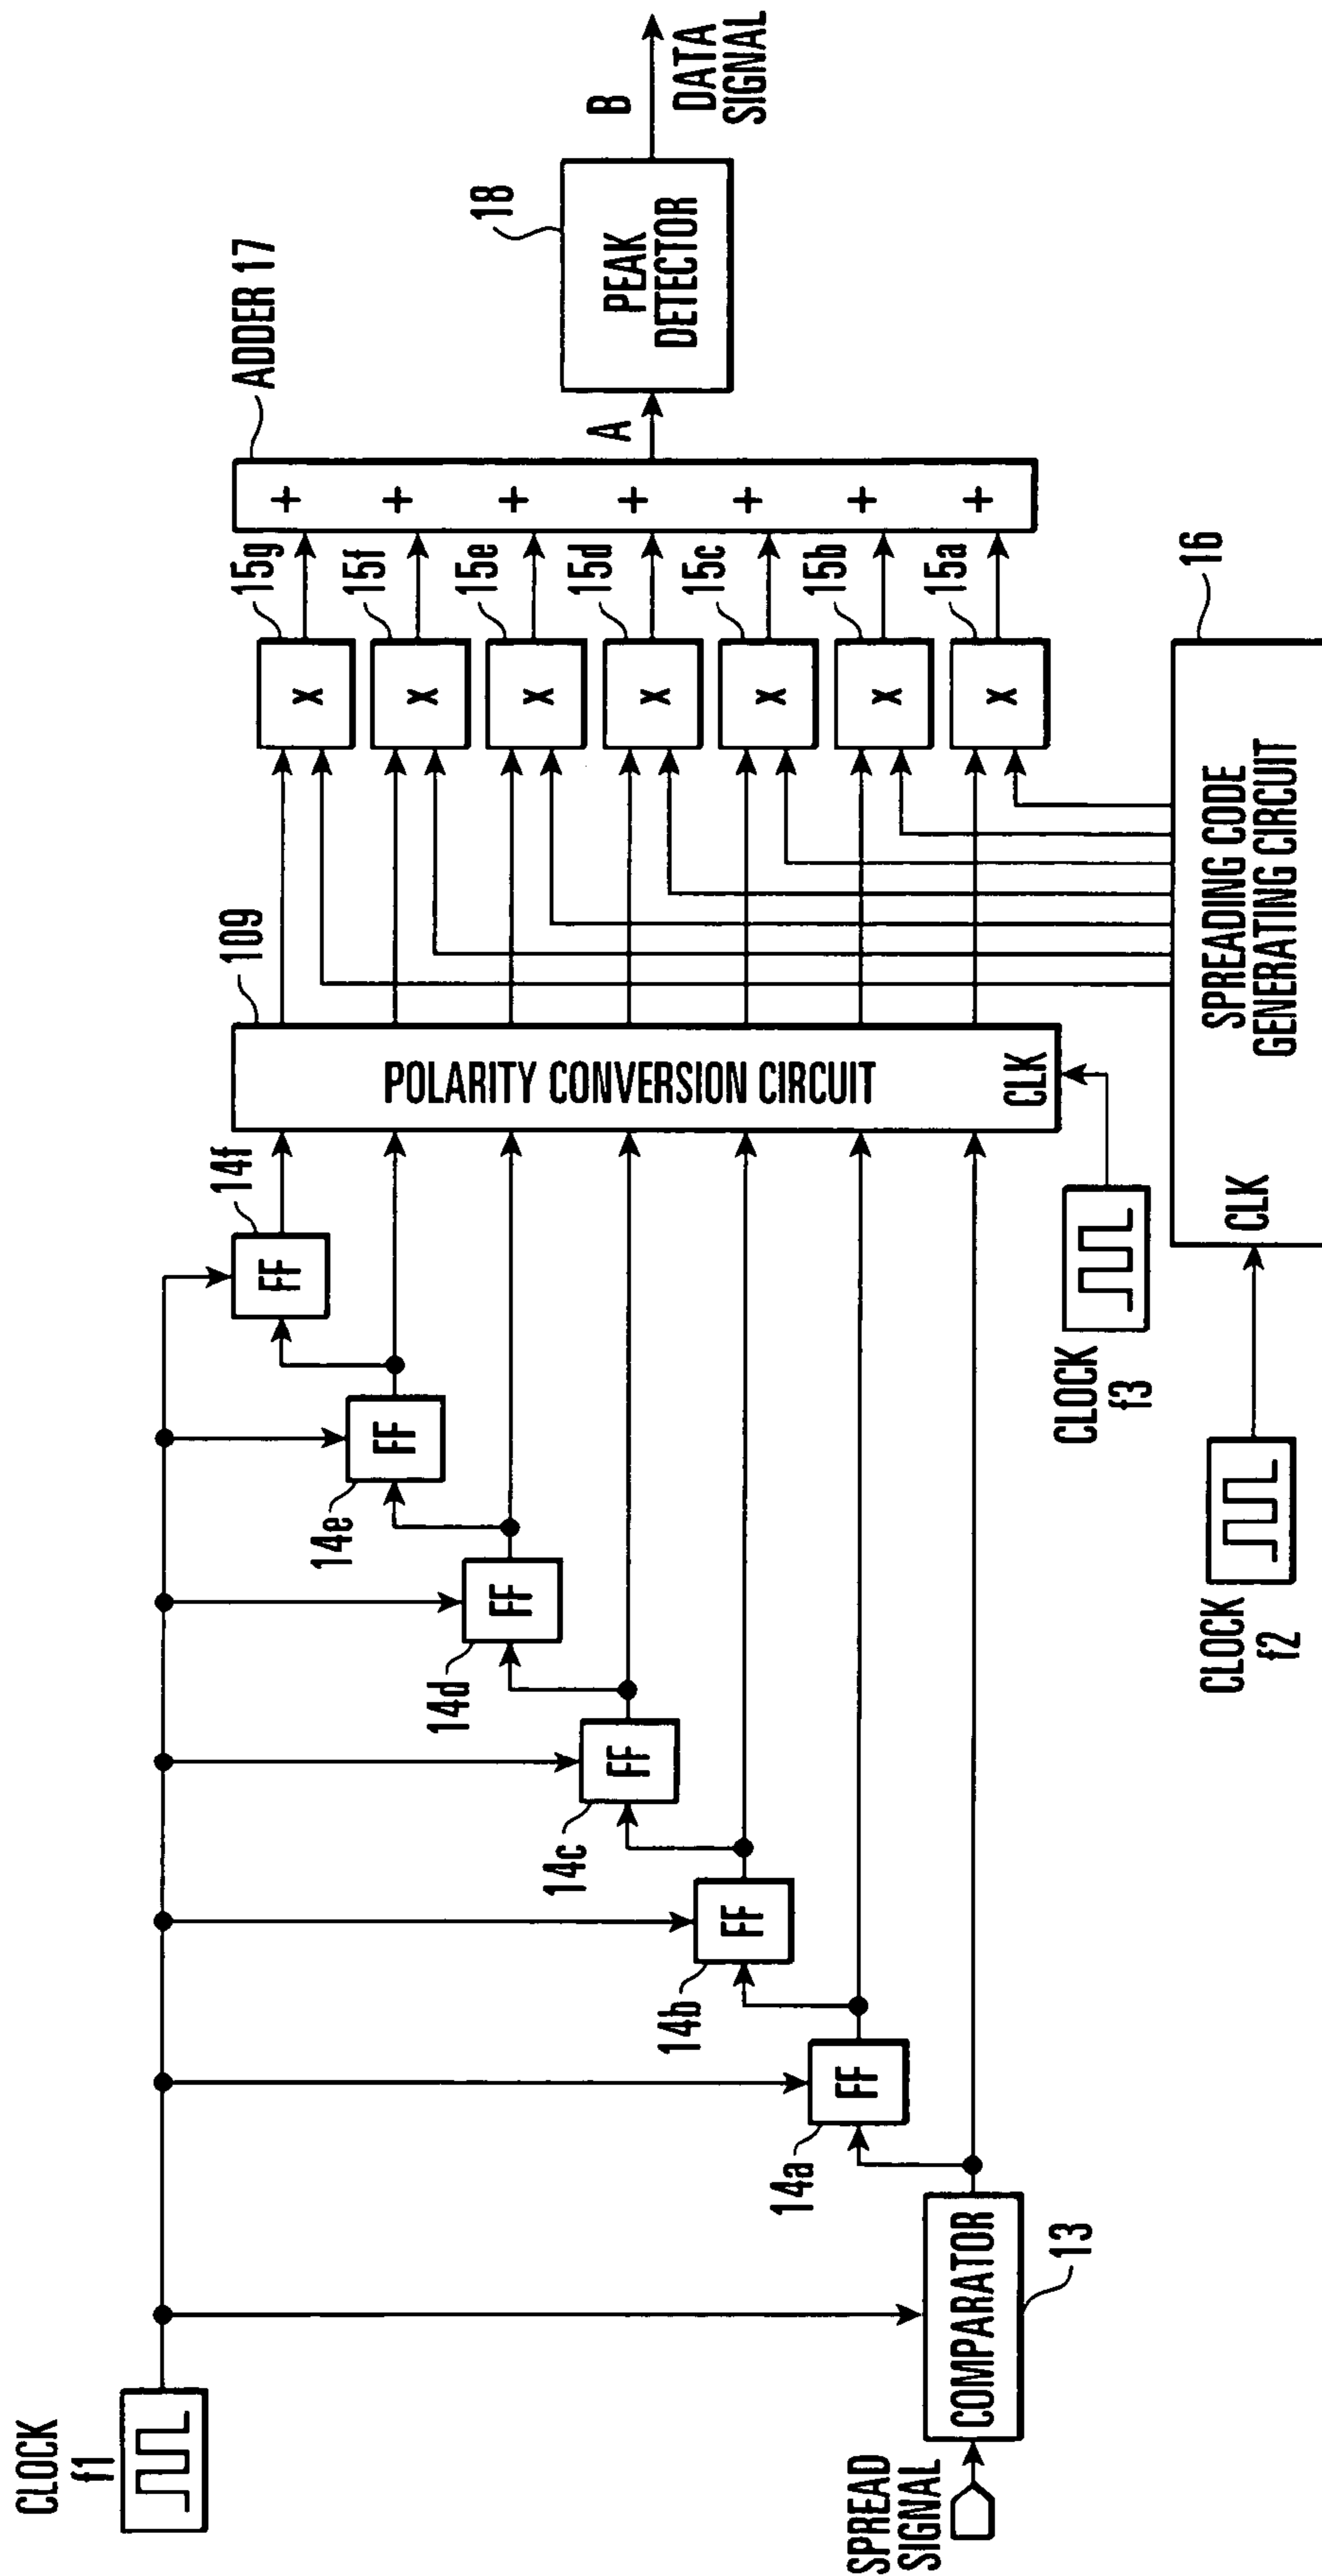 CLOCK
f1
SPREAD
SIGNAL
COMPARATOR
13
14a
FF
14b
FF
14c
FF
14d
FF
14e
FF
14f
FF
CLOCK
f2
CLOCK
f3
CLK
POLARITY CONVERSION CIRCUIT
CLK
109
SPREADING CODE
GENERATING CIRCUIT
16
X
X
X
X
X
X
X
15g
15f
15e
15d
15c
15b
15a
+
+
+
+
+
+
+
ADDER 17
A
PEAK
DETECTOR
18
B
DATA
SIGNAL